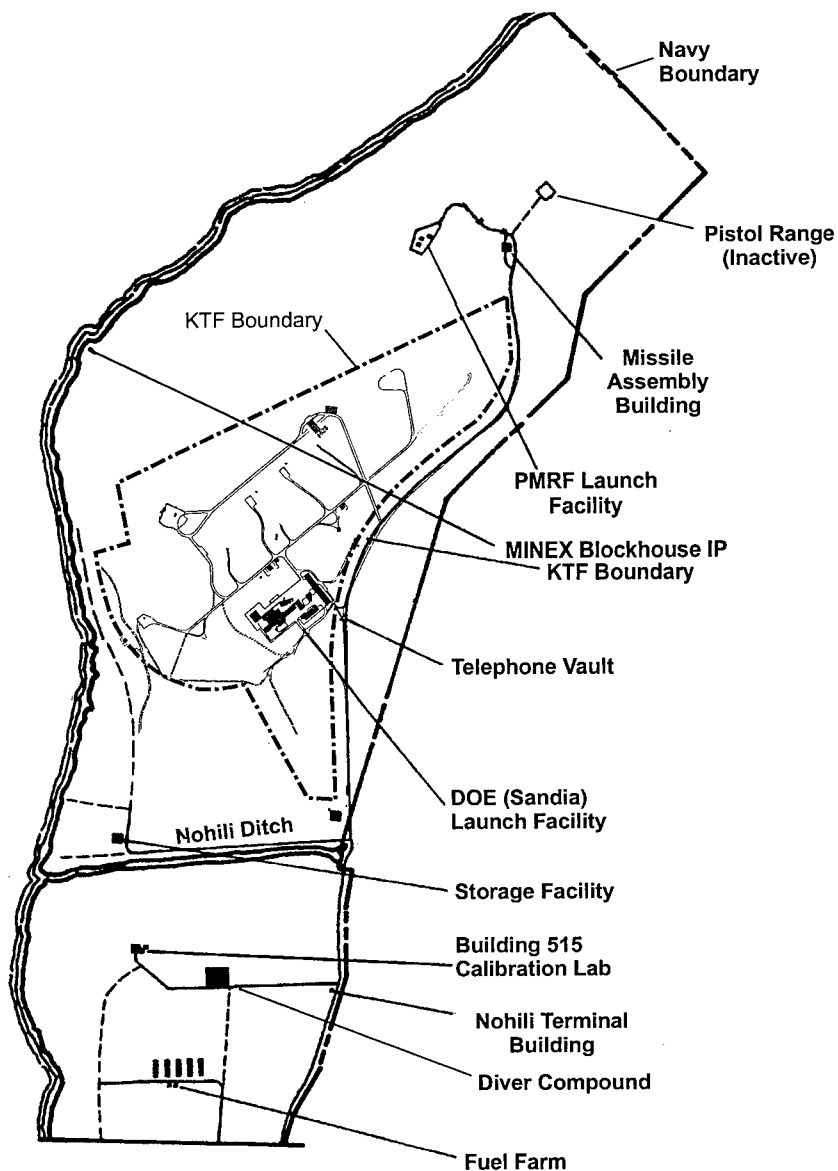 Navy
Boundary
Pistol Range
(Inactive)
KTF Boundary
Missile
Assembly
Building
PMRF Launch
Facility
MINEX Blockhouse IP
KTF Boundary
Telephone Vault
DOE (Sandia)
Launch Facility
Nohili Ditch
Storage Facility
Building 515
Calibration Lab
Nohili Terminal
Building
Diver Compound
Fuel Farm